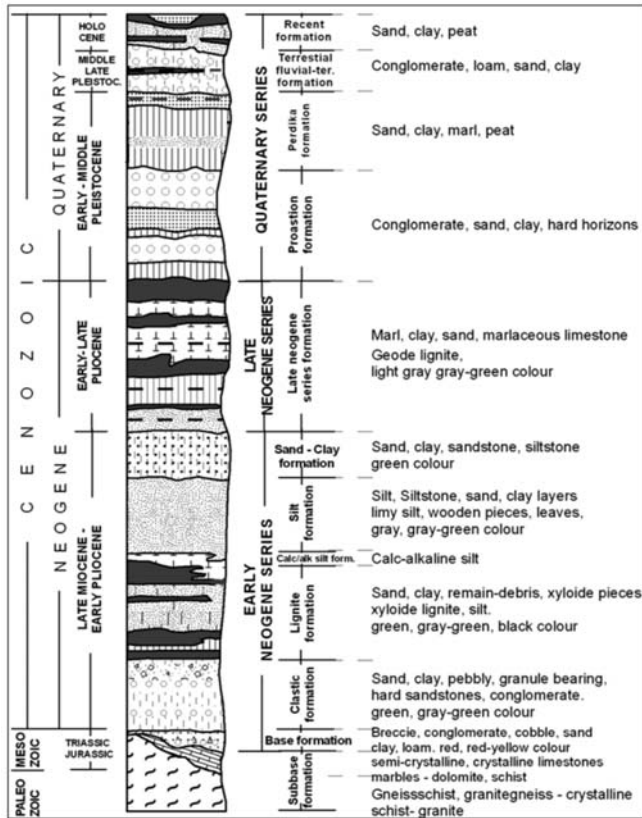 HOLO
CENE
Recent
formation
Sand, clay, peat
MIDDLE
LATE
PLEISTOC.
Terrestial
fluvial-ter.
formation
Conglomerate, loam, sand, clay
CENOZOIC
QUATERNARY
EARLY - MIDDLE
PLEISTOCENE
QUATERNARY SERIES
Perdika
formation
Sand, clay, marl, peat
Proastion
formation
Conglomerate, sand, clay, hard horizons
NEOGENE
EARLY-LATE
PLIOCENE
LATE
NEOGENE SERIES
Late neogene
series formation
Marl, clay, sand, marlaceous limestone
Geode lignite,
light gray gray-green colour
LATE MIOCENE -
EARLY PLIOCENE
EARLY
NEOGENE SERIES
Sand - Clay
formation
Sand, clay, sandstone, siltstone
green colour
Silt
formation
Silt, Siltstone, sand, clay layers
limy silt, wooden pieces, leaves,
gray, gray-green colour
Calc/alk silt form.
Calc-alkaline silt
Lignite
formation
Sand, clay, remain-debris, xyloide pieces
xyloide lignite, silt.
green, gray-green, black colour
Clastic
formation
Sand, clay, pebbly, granule bearing,
hard sandstones, conglomerate.
green, gray-green colour
MESO
ZOIC
TRIASSIC
JURASSIC
Base formation
Breccie, conglomerate, cobble, sand
clay, loam. red, red-yellow colour
semi-crystalline, crystalline limestones
marbles - dolomite, schist
PALEO
ZOIC
Subbase
formation
Gneissschist, granitegneiss - crystalline
schist- granite